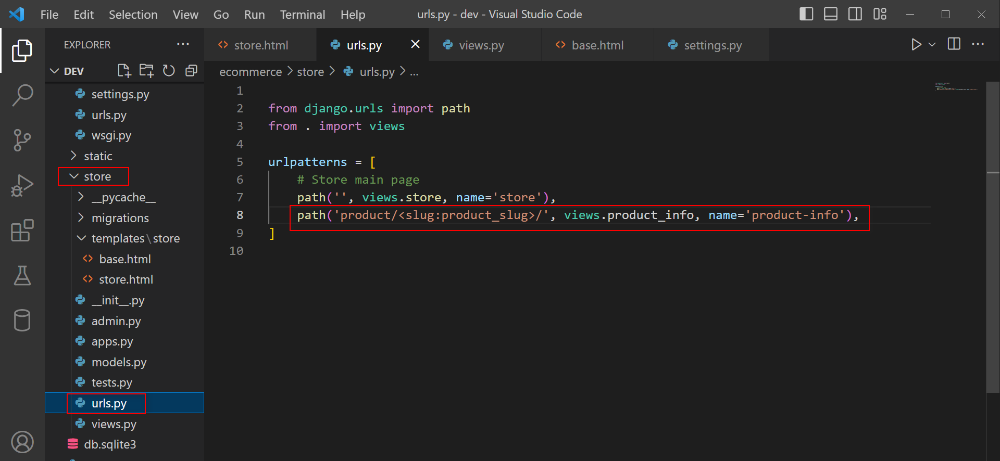 File Edit Selection View Go Run Terminal Help urls.py - dev - Visual Studio Code
EXPLORER
store.html urls.py views.py base.html settings.py
DEV
ecommerce > store > urls.py > ...
settings.py
urls.py
wsgi.py
static
store
__pycache__
migrations
templates\store
base.html
store.html
__init__.py
admin.py
apps.py
models.py
tests.py
urls.py
views.py
db.sqlite3
1
2 from django.urls import path
3 from . import views
4
5 urlpatterns = [
6 # Store main page
7 path('', views.store, name='store'),
8 path('product/<slug:product_slug>/', views.product_info, name='product-info'),
9 ]
10